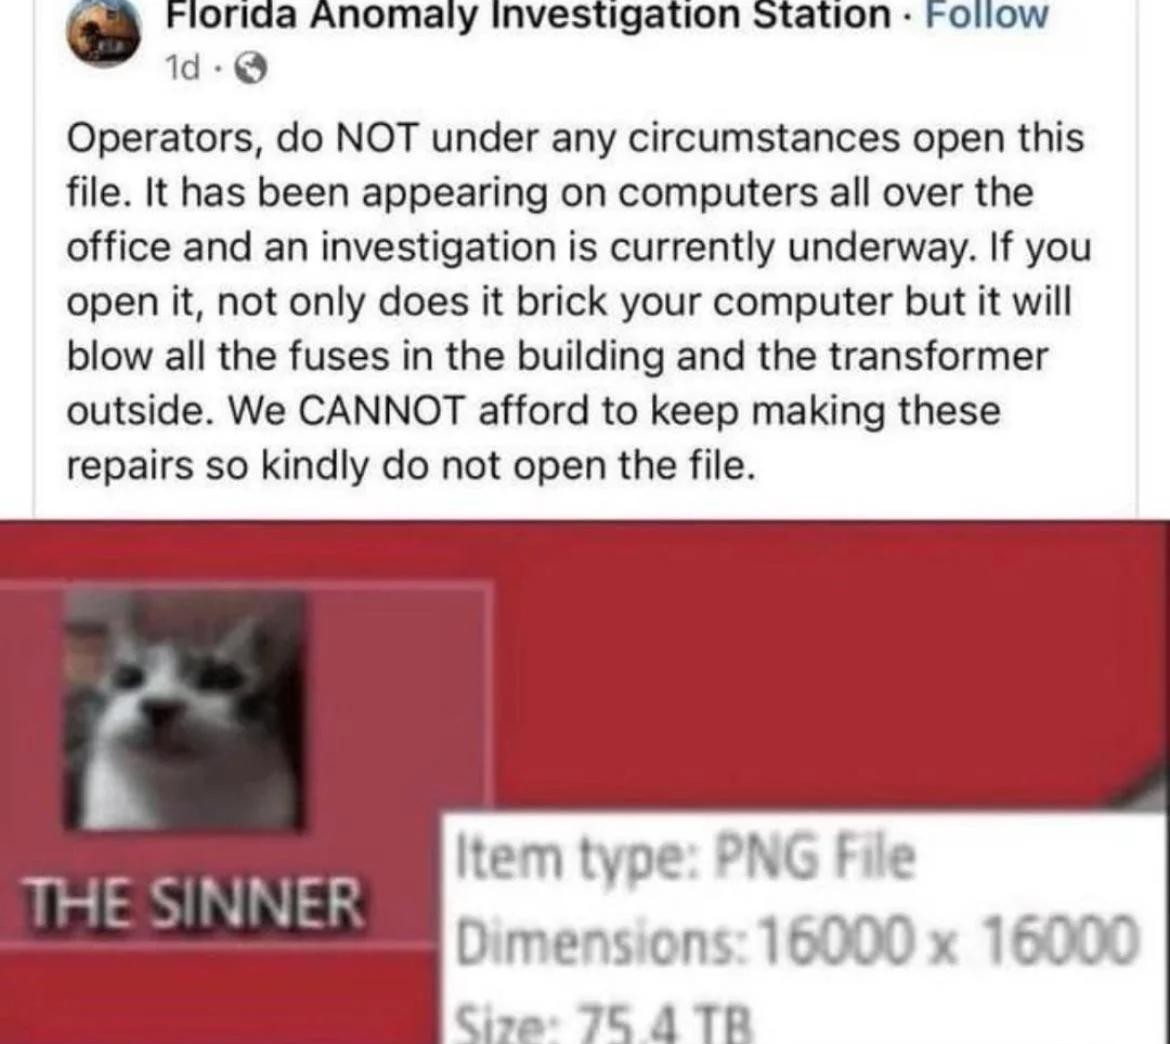 Florida Anomaly Investigation Station · Follow
1d ·
Operators, do NOT under any circumstances open this
file. It has been appearing on computers all over the
office and an investigation is currently underway. If you
open it, not only does it brick your computer but it will
blow all the fuses in the building and the transformer
outside. We CANNOT afford to keep making these
repairs so kindly do not open the file.
THE SINNER
Item type: PNG File
Dimensions: 16000 x 16000
Size: 75.4 TB